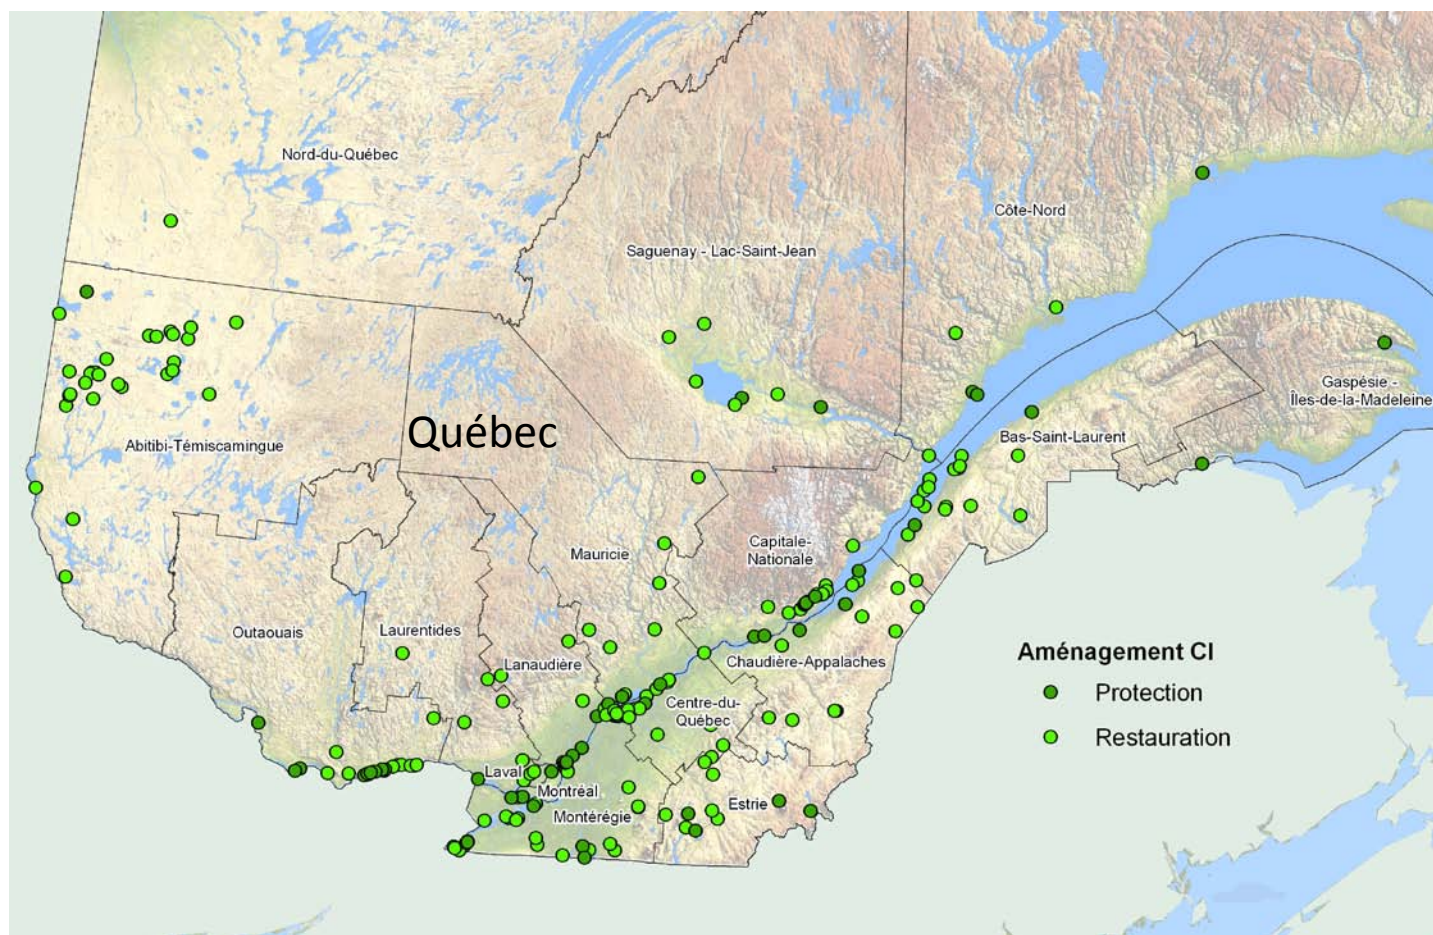 Nord-du-Québec
Côte-Nord
Saguenay - Lac-Saint-Jean
Gaspésie -
Îles-de-la-Madeleine
Québec
Bas-Saint-Laurent
Abitibi-Témiscamingue
Capitale-
Nationale
Mauricie
Outaouais
Laurentides
Lanaudière
Chaudière-Appalaches
Aménagement CI
Protection
Restauration
Centre-du-
Québec
Laval
Montréal
Montérégie
Estrie